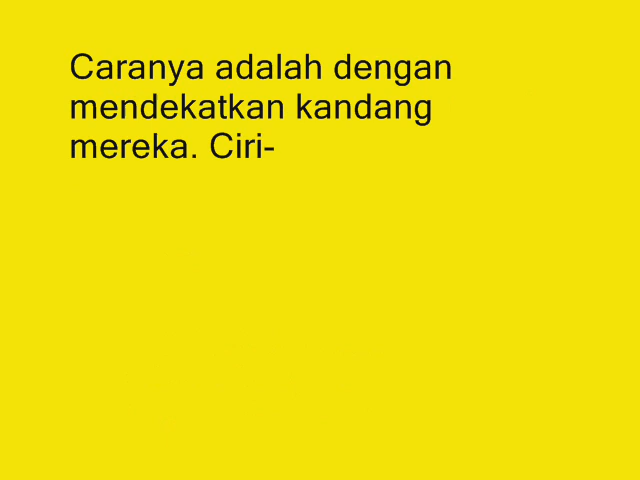 Caranya adalah dengan
mendekatkan kandang
mereka. Ciri-